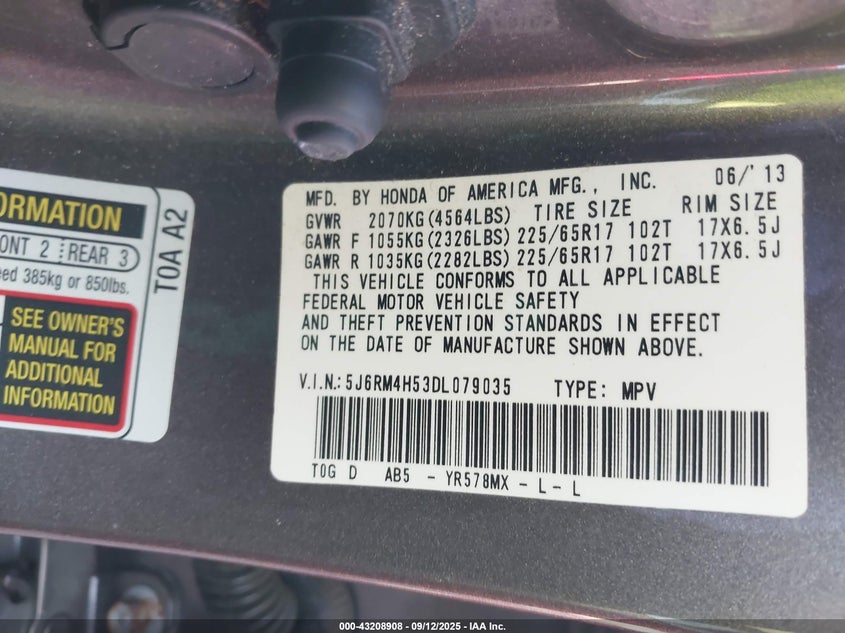 ORMATION
ONT 2 REAR 3
eed 385kg or 850lbs.
SEE OWNER'S
MANUAL FOR
ADDITIONAL
INFORMATION
T0A A2
MFD. BY HONDA OF AMERICA MFG., INC. 06/'13
GVWR 2070KG(4564LBS) TIRE SIZE RIM SIZE
GAWR F 1055KG(2326LBS) 225/65R17 102T 17X6.5J
GAWR R 1035KG(2282LBS) 225/65R17 102T 17X6.5J
THIS VEHICLE CONFORMS TO ALL APPLICABLE
FEDERAL MOTOR VEHICLE SAFETY
AND THEFT PREVENTION STANDARDS IN EFFECT
ON THE DATE OF MANUFACTURE SHOWN ABOVE.
V.I.N.: 5J6RM4H53DL079035 TYPE: MPV
T0G D AB5 - YR578MX - L - L
000-43208908 - 09/12/2025 - IAA Inc.